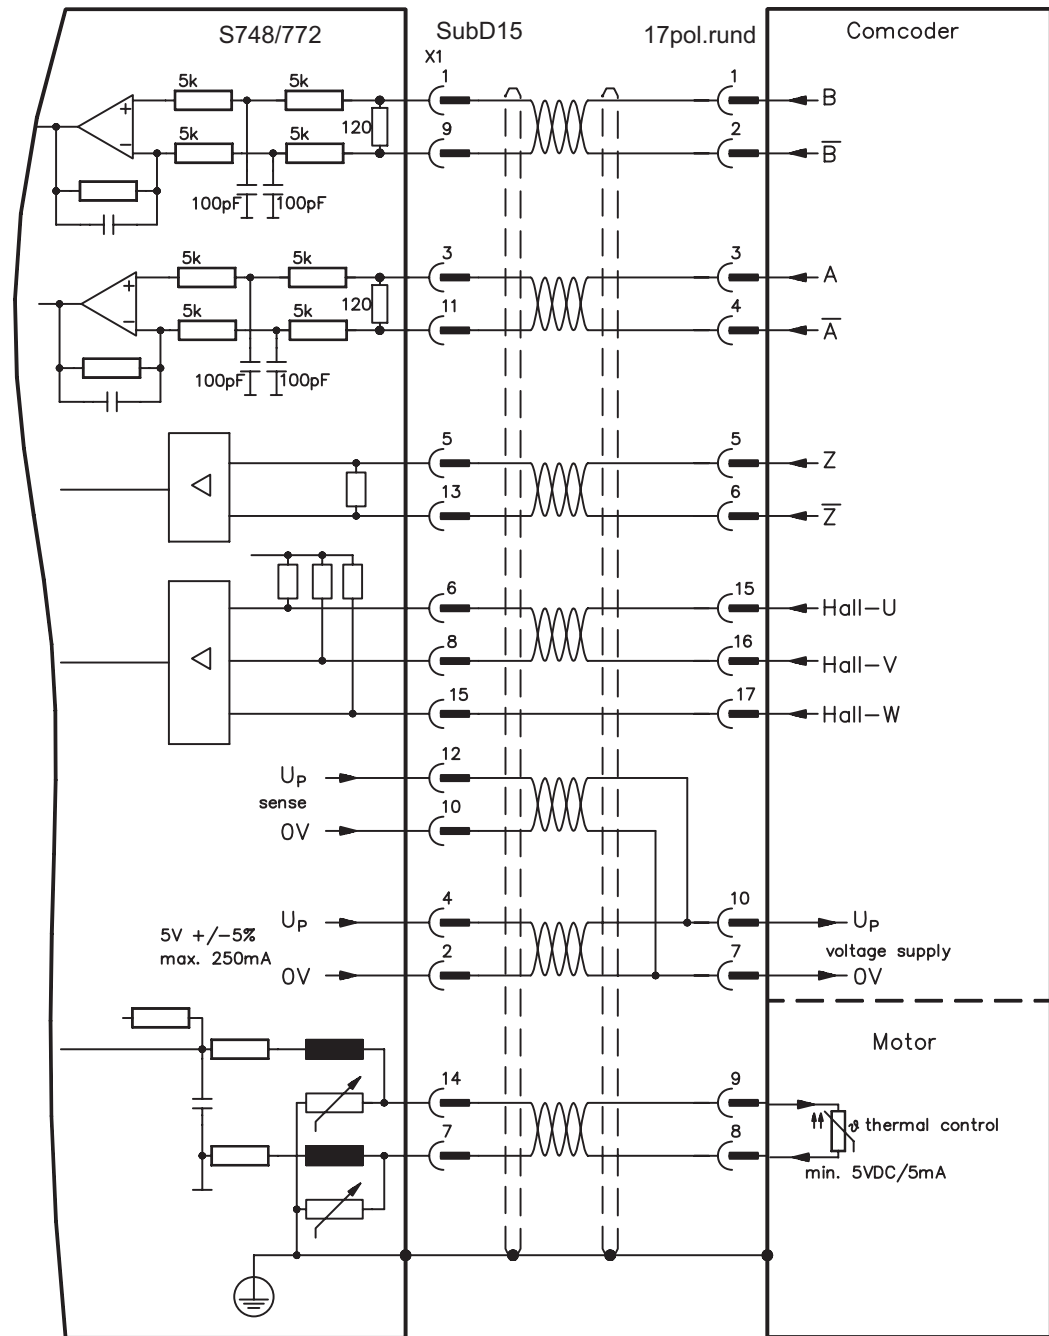 S748/772 SubD15 17pol.rund Comcoder
X1
5k 5k 1 1 B
120
5k 5k 9 2 B̅
100pF 100pF
5k 5k 3 3 A
120
5k 5k 11 4 A̅
100pF 100pF
5 5 Z
13 6 Z̅
6 15 Hall-U
8 16 Hall-V
15 17 Hall-W
UP 12
sense
0V 10
UP 4 10 UP
5V +/-5%
max. 250mA
voltage supply
0V 2 7 0V
Motor
14 9
ϑ thermal control
7 8
min. 5VDC/5mA